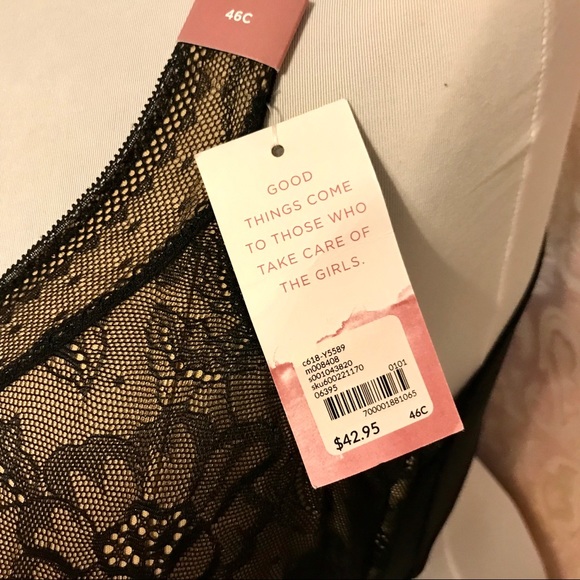 46C
GOOD
THINGS COME
TO THOSE WHO
TAKE CARE OF
THE GIRLS.
c618-Y5589
m008408
s001043820
sku600221170
06395 0101
700001881065
$42.95 46C